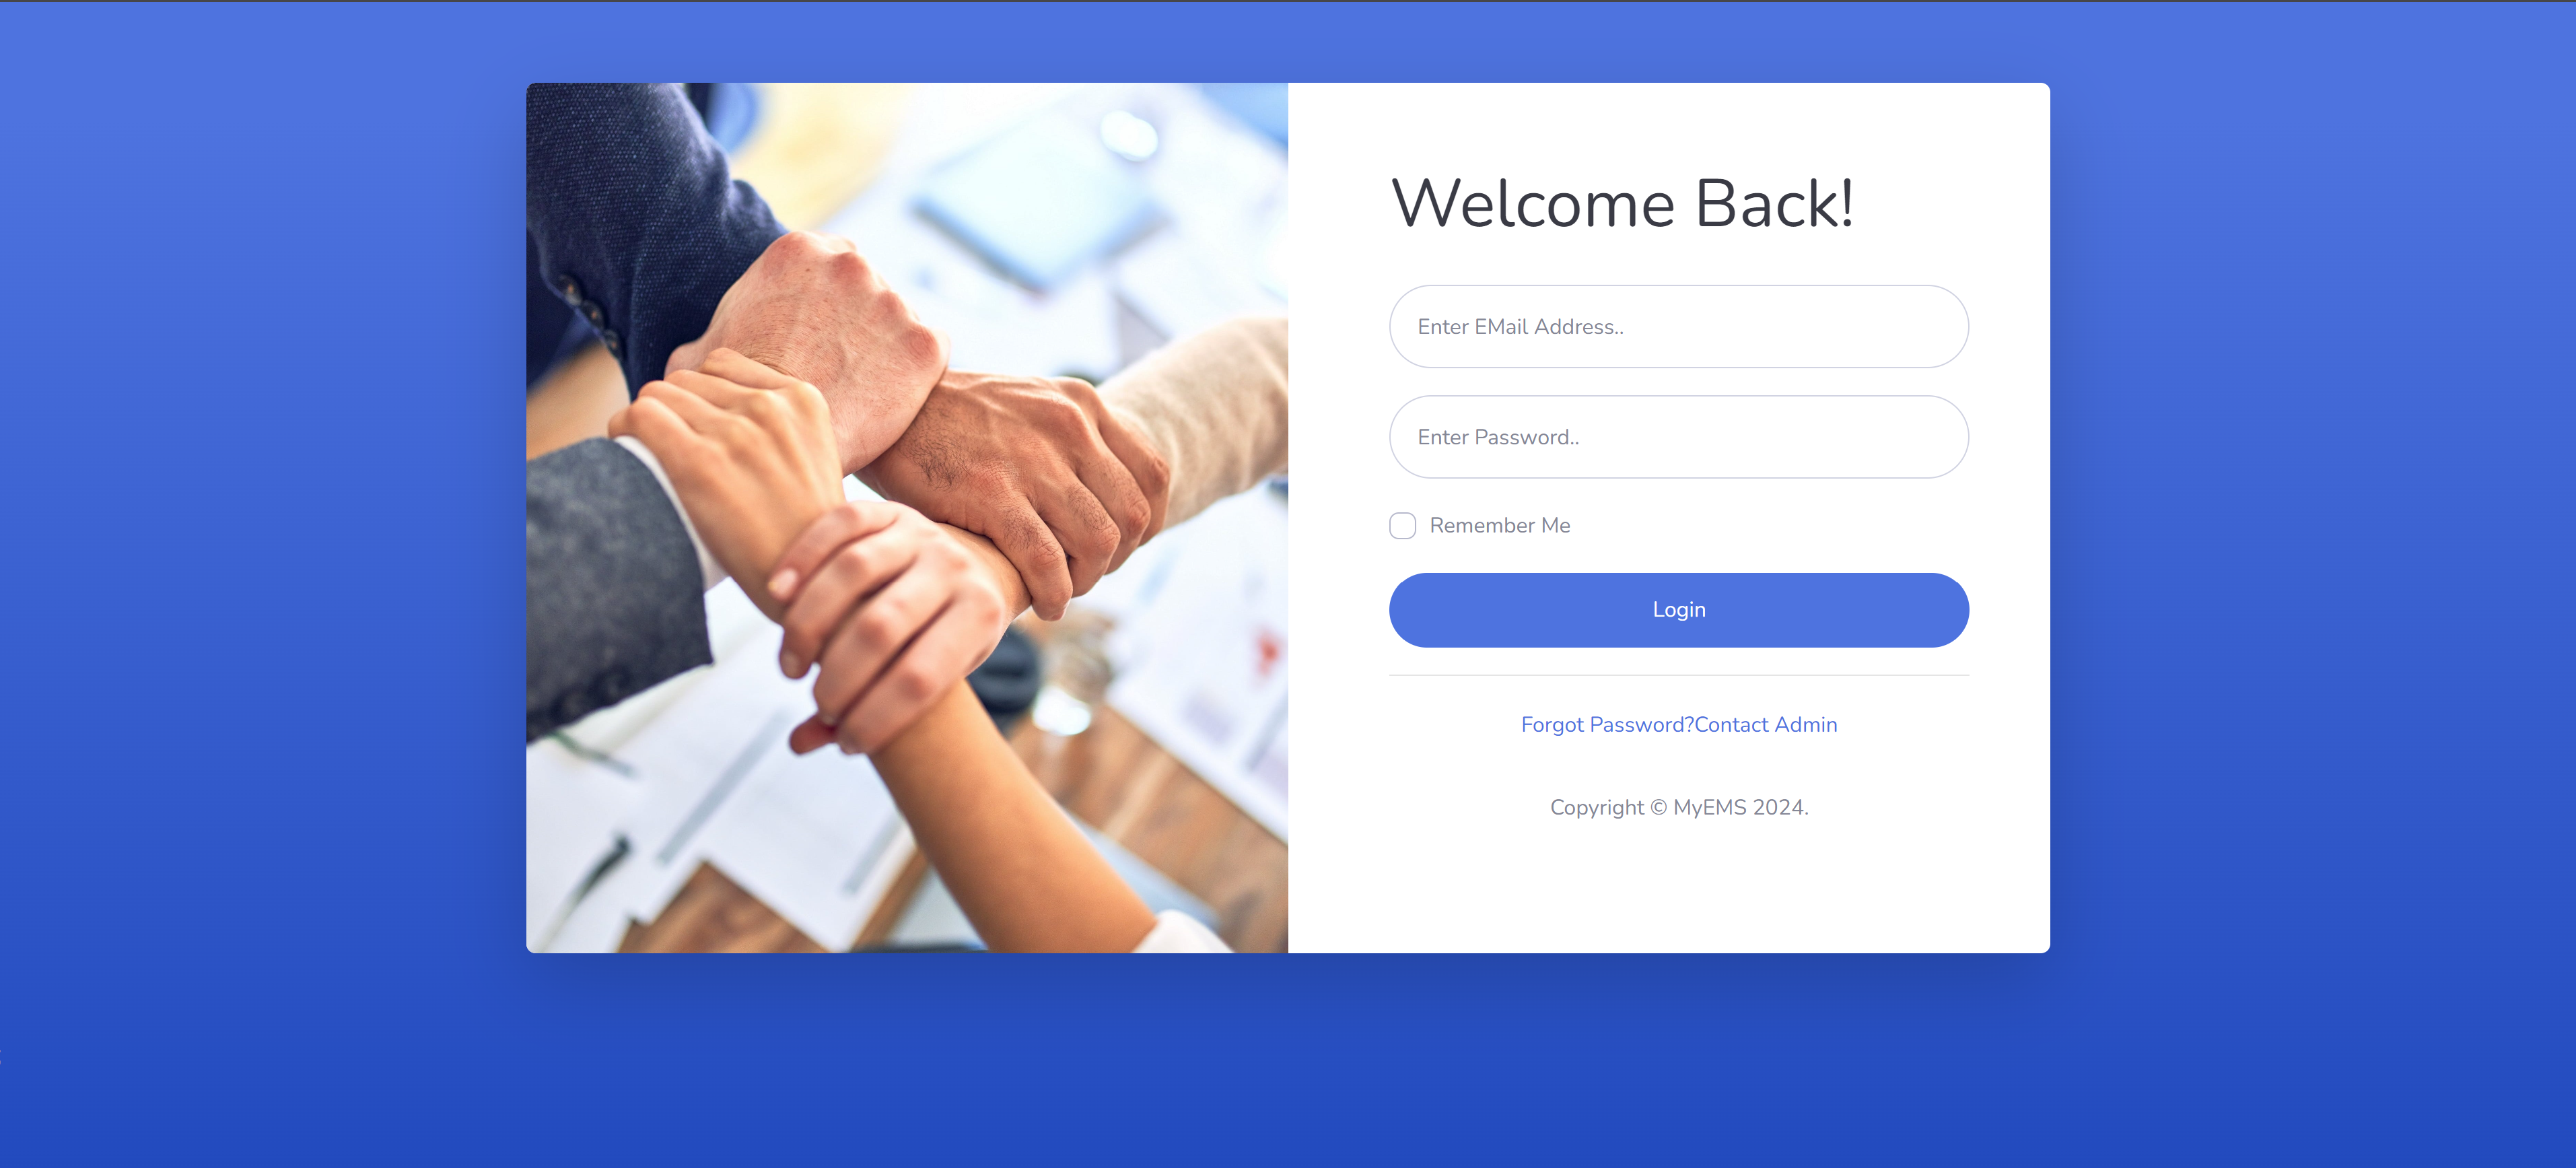 Welcome Back!
Enter EMail Address..
Enter Password..
Remember Me
Login
Forgot Password?Contact Admin
Copyright © MyEMS 2024.